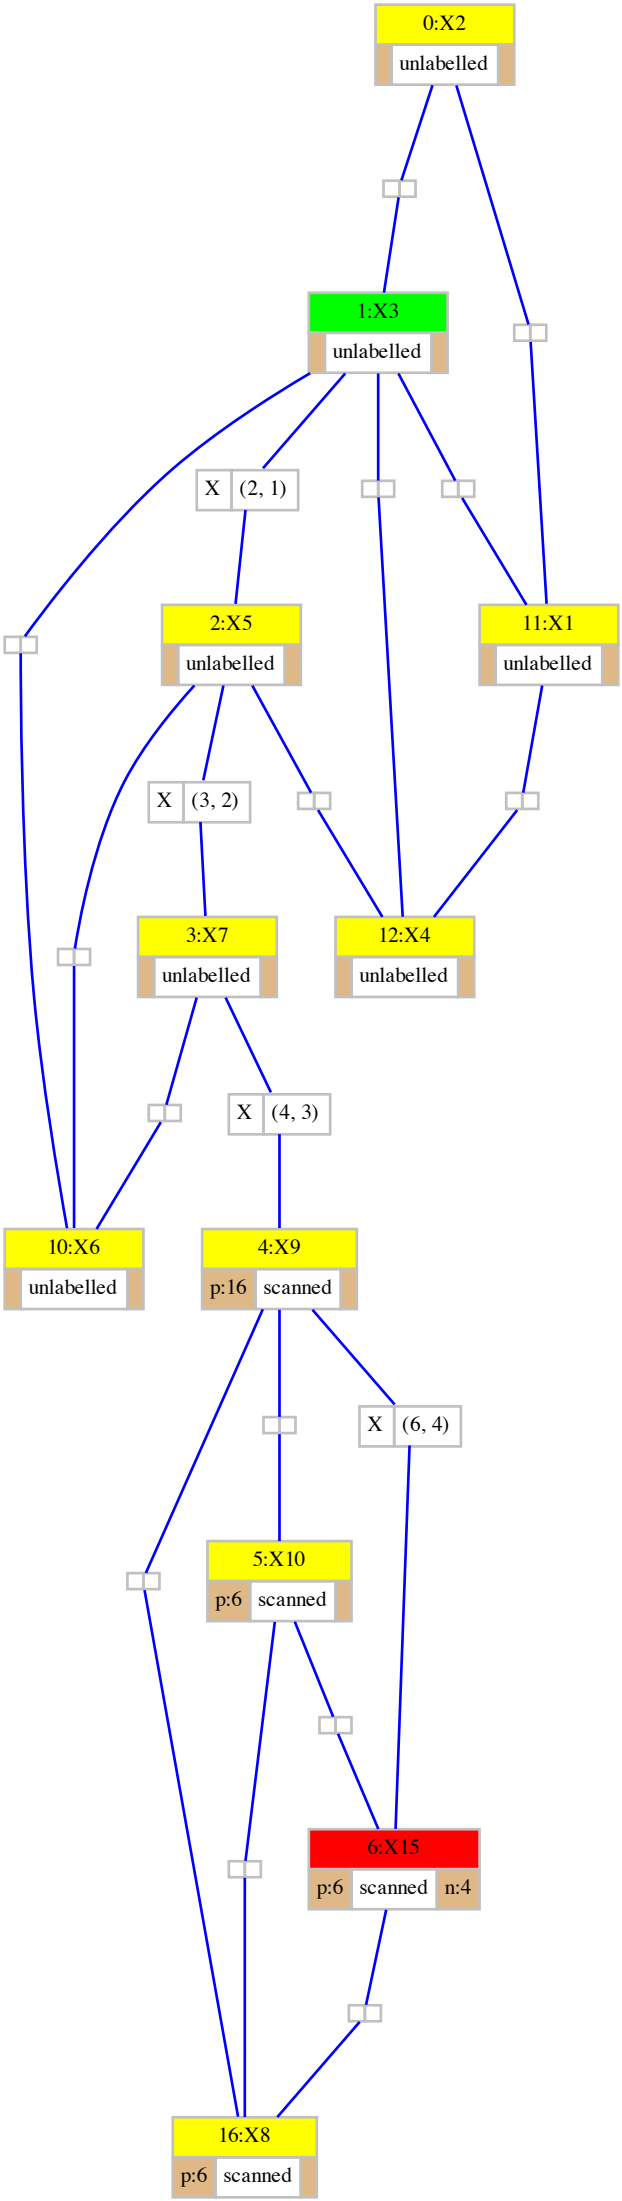 0:X2
unlabelled
1:X3
unlabelled
X (2, 1)
2:X5
unlabelled
11:X1
unlabelled
X (3, 2)
3:X7
unlabelled
12:X4
unlabelled
X (4, 3)
10:X6
unlabelled
4:X9
p:16 scanned
X (6, 4)
5:X10
p:6 scanned
6:X15
p:6 scanned n:4
16:X8
p:6 scanned